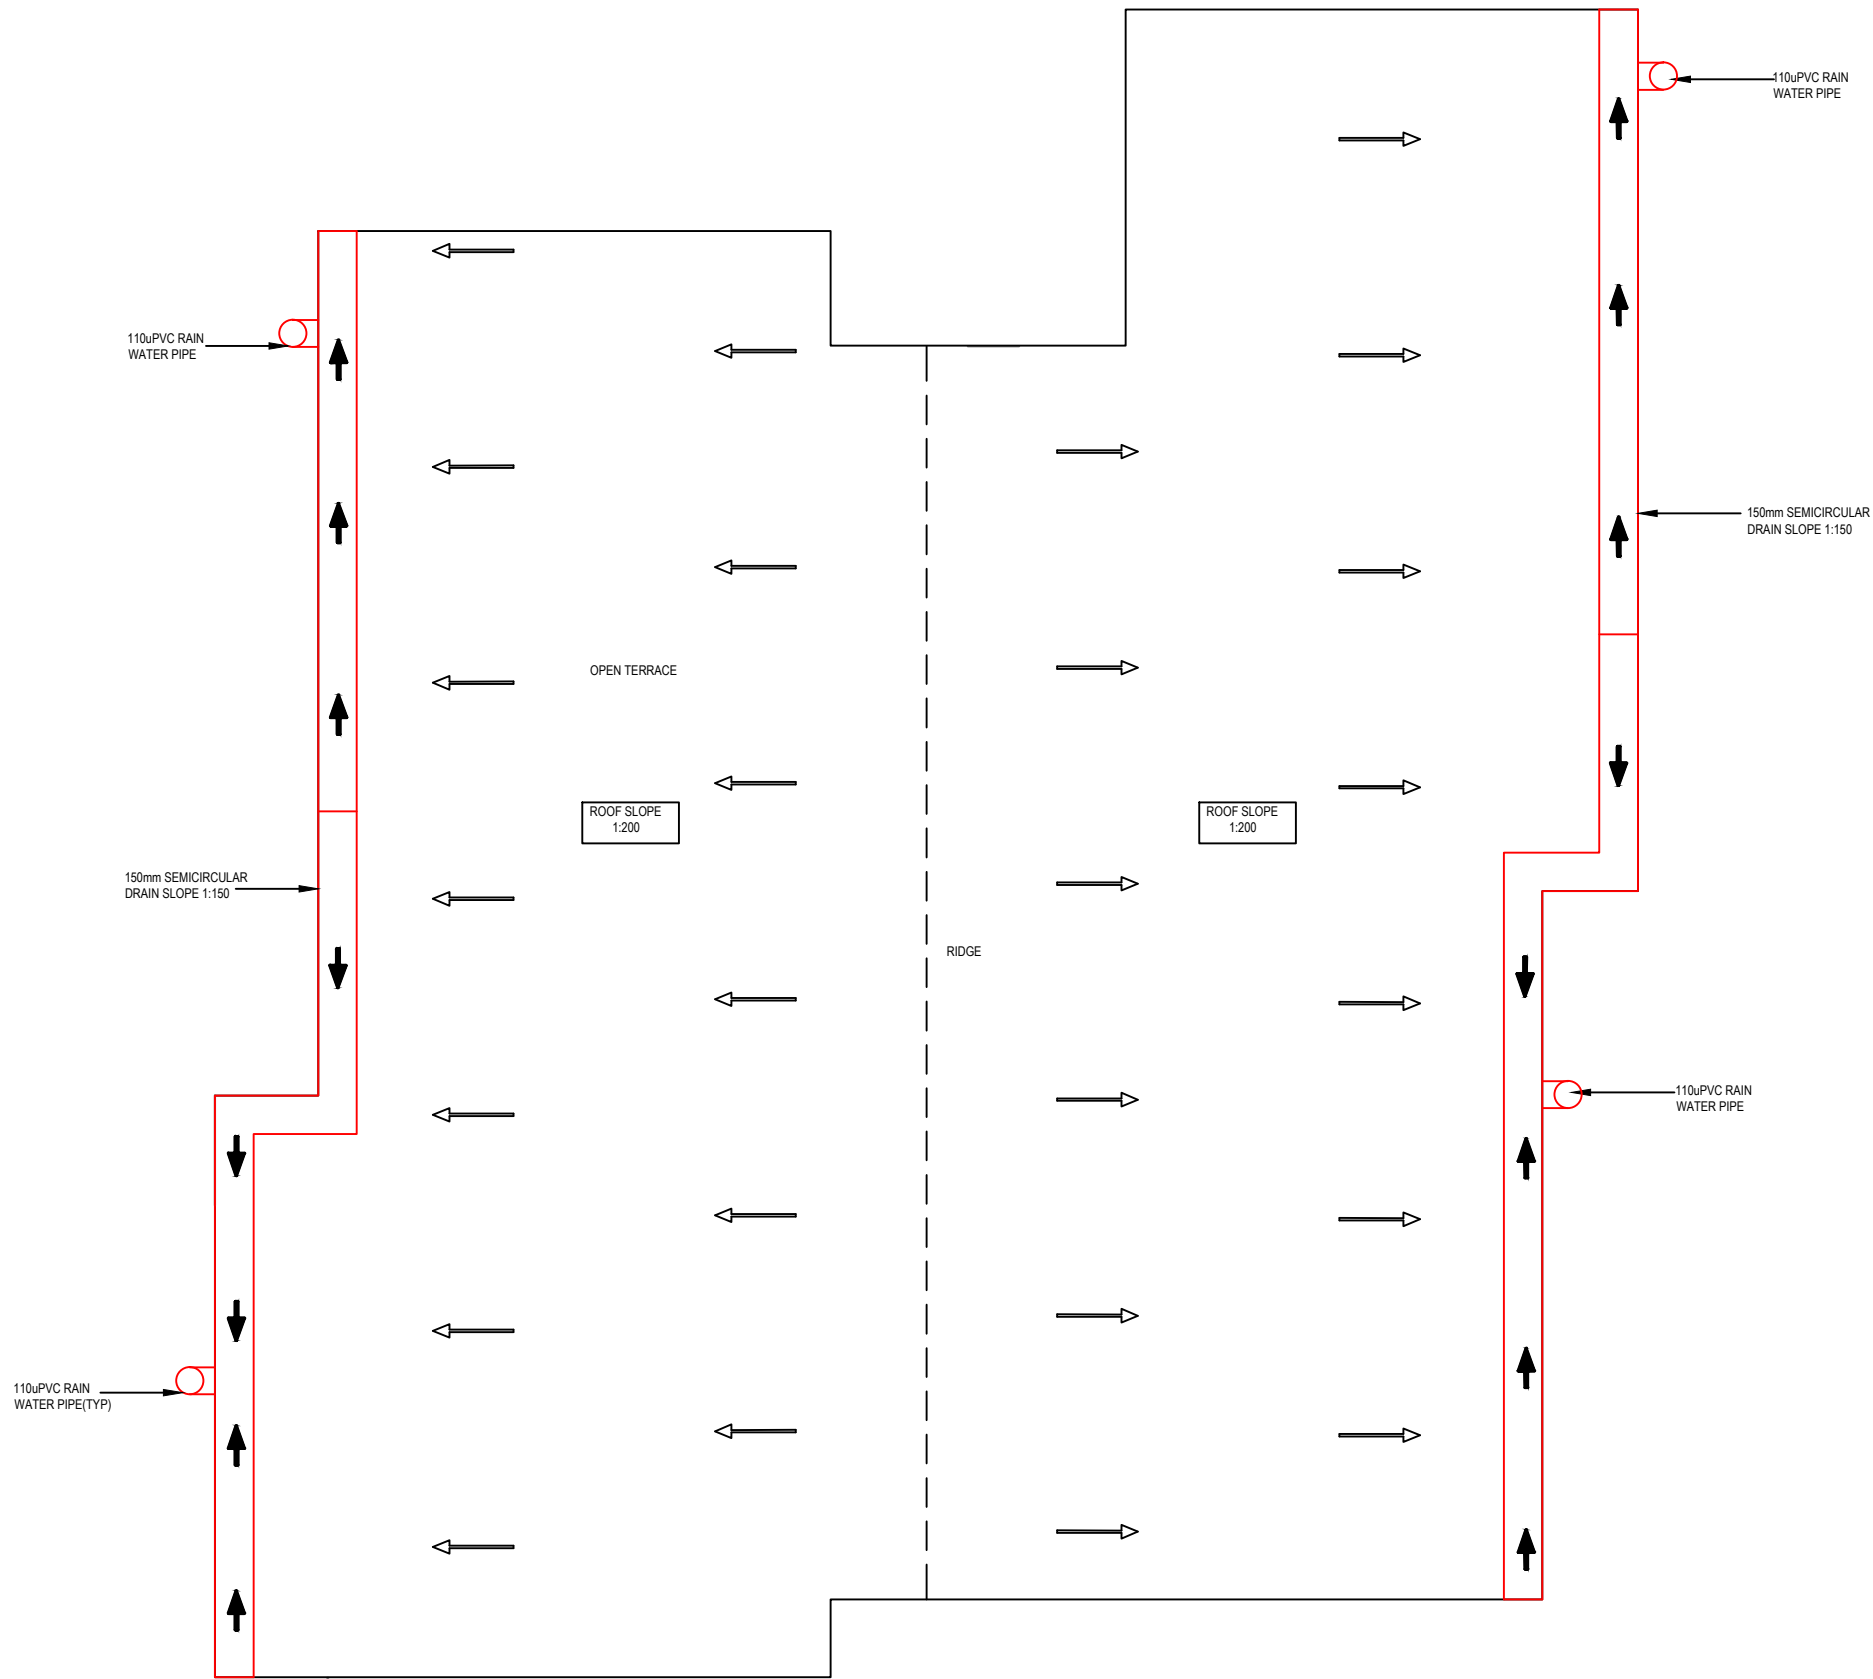 110uPVC RAIN
WATER PIPE
110uPVC RAIN
WATER PIPE
150mm SEMICIRCULAR
DRAIN SLOPE 1:150
OPEN TERRACE
ROOF SLOPE
1:200
ROOF SLOPE
1:200
150mm SEMICIRCULAR
DRAIN SLOPE 1:150
RIDGE
110uPVC RAIN
WATER PIPE
110uPVC RAIN
WATER PIPE(TYP)